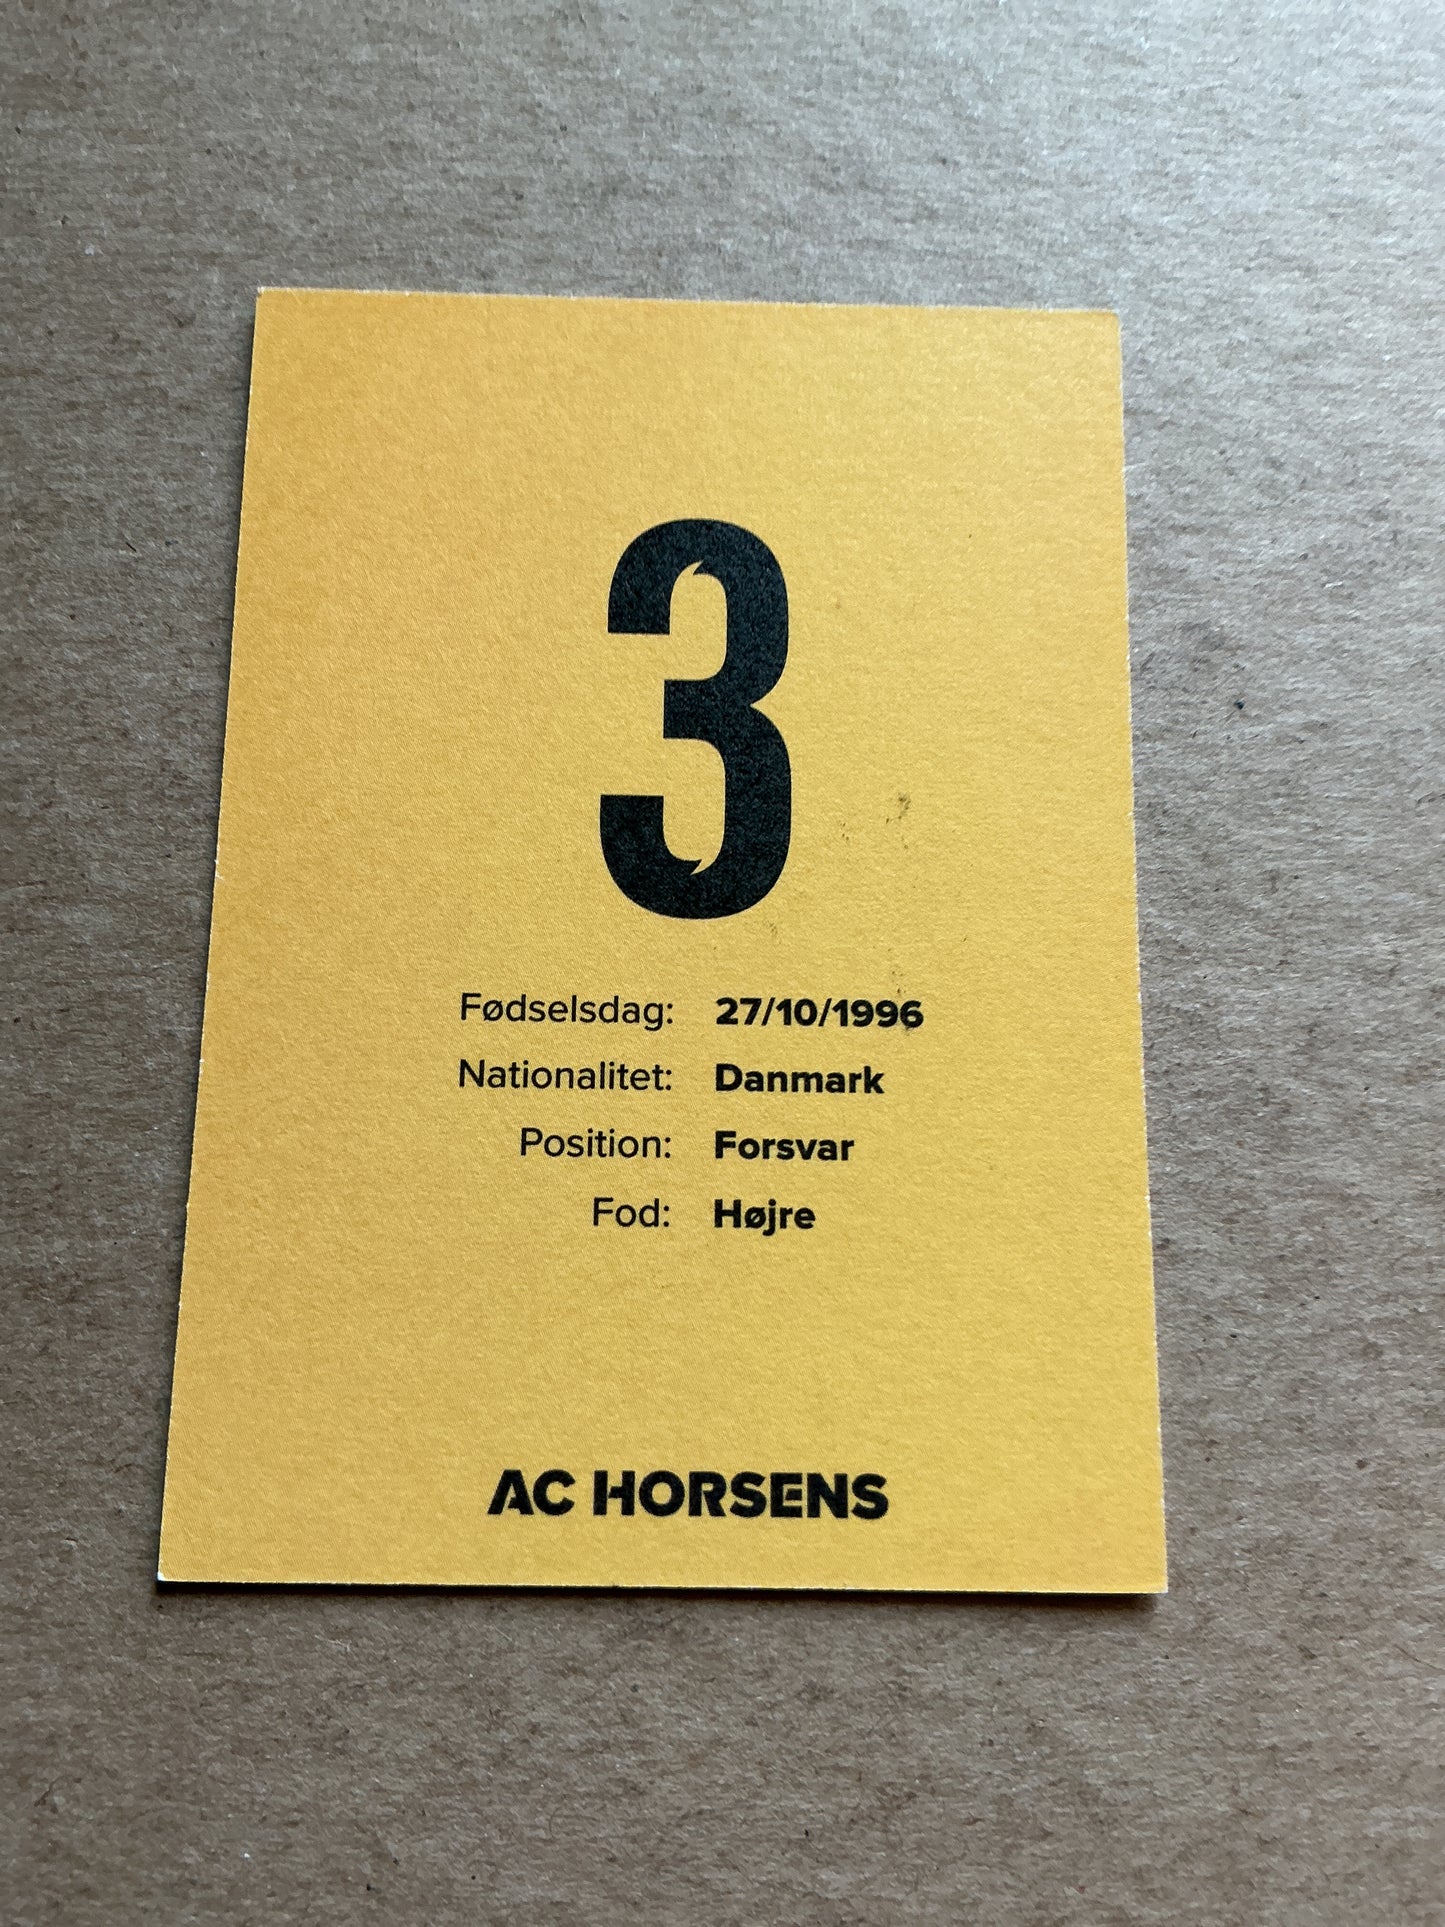 3
Fødselsdag: 27/10/1996
Nationalitet: Danmark
Position: Forsvar
Fod: Højre
AC HORSENS